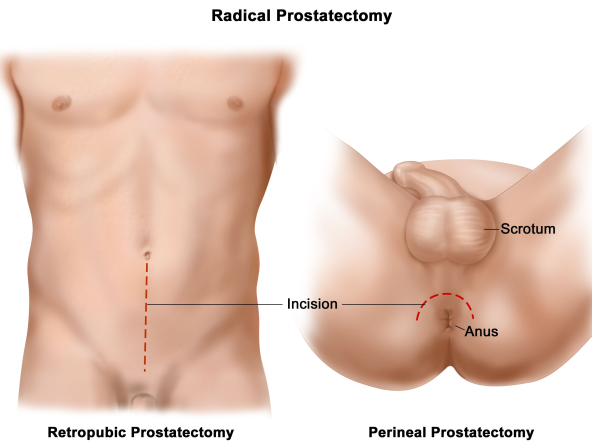 Radical Prostatectomy
Scrotum
Incision
Anus
Retropubic Prostatectomy
Perineal Prostatectomy